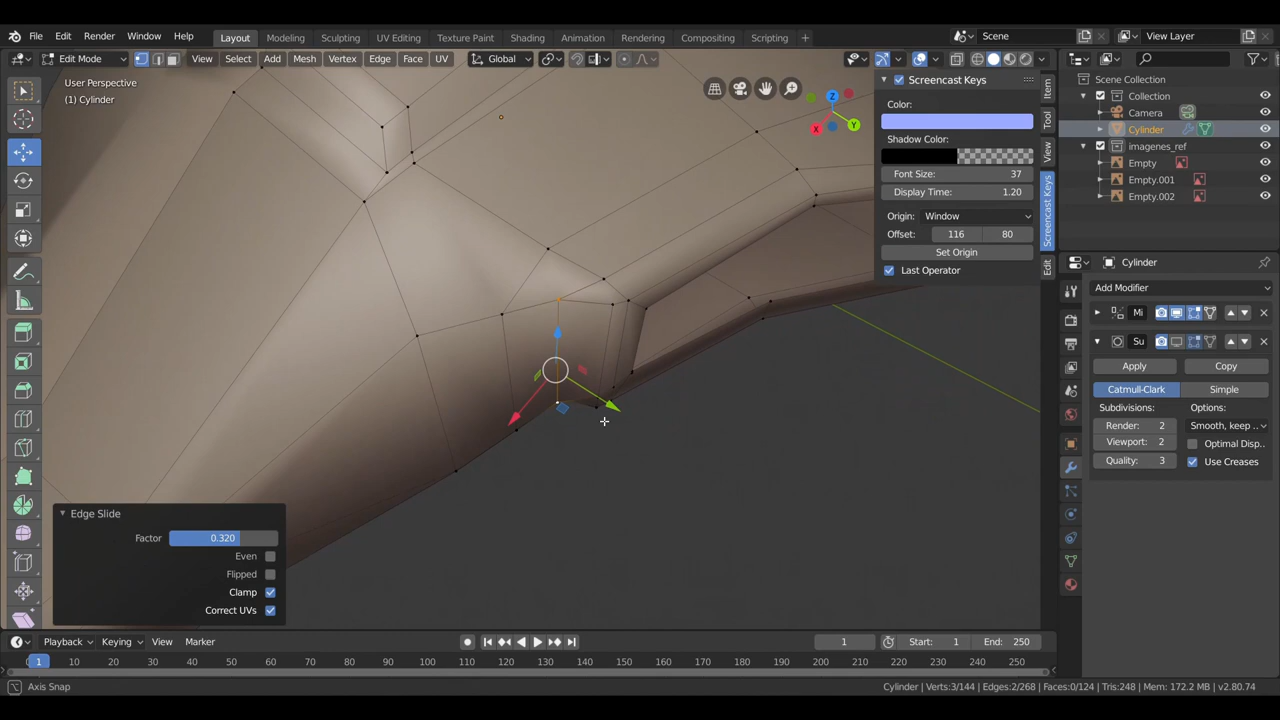 File Edit Render Window Help Layout Modeling Sculpting UV Editing Texture Paint Shading Animation Rendering Compositing Scripting + Scene View Layer
Edit Mode View Select Add Mesh Vertex Edge Face UV Global
User Perspective
(1) Cylinder
Z
X
Y
Screencast Keys
Color:
Shadow Color:
Font Size: 37
Display Time: 1.20
Origin: Window
Offset: 116 80
Set Origin
Last Operator
Item
Tool
View
Screencast Keys
Edit
Scene Collection
Collection
Camera
Cylinder
imagenes_ref
Empty
Empty.001
Empty.002
Cylinder
Add Modifier
Mi
Su
Apply Copy
Catmull-Clark Simple
Subdivisions: Options:
Render: 2 Smooth, keep ..
Viewport: 2 Optimal Disp..
Quality: 3 Use Creases
Edge Slide
Factor 0.320
Even
Flipped
Clamp
Correct UVs
Playback Keying View Marker 1 Start: 1 End: 250
1 10 20 30 40 50 60 70 80 90 100 110 120 130 140 150 160 170 180 190 200 210 220 230 240 250
Axis Snap Cylinder | Verts:3/144 | Edges:2/268 | Faces:0/124 | Tris:248 | Mem: 172.2 MB | v2.80.74